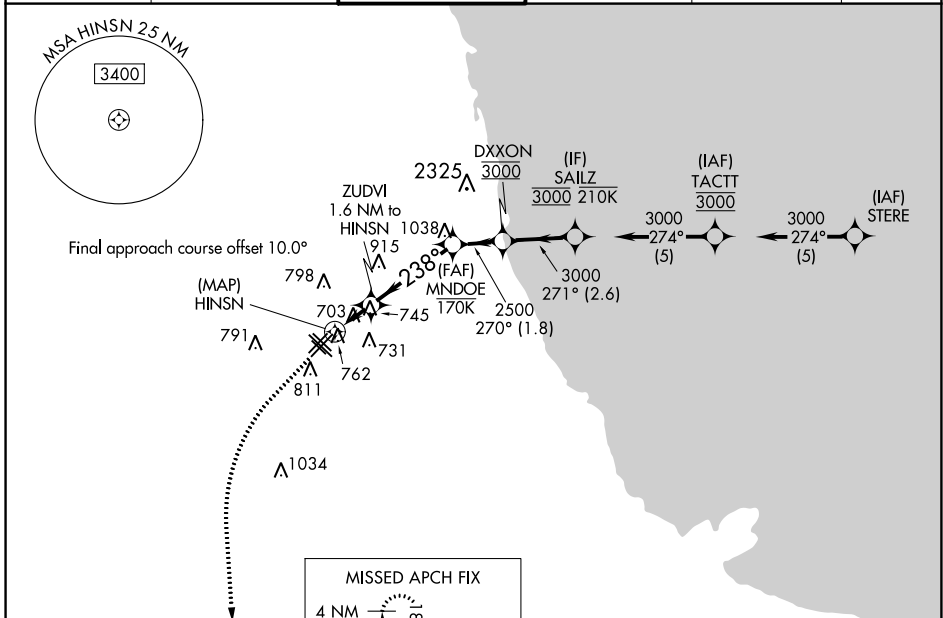 MSA HINSN 25 NM
3400
2325
DXXON
3000
(IF)
SAILZ
3000 210K
(IAF)
TACTT
3000
(IAF)
STERE
ZUDVI
1.6 NM to
HINSN
1038
915
3000
274°
(5)
3000
274°
(5)
Final approach course offset 10.0°
238°
(FAF)
MNDOE
170K
3000
271° (2.6)
2500
270° (1.8)
798
(MAP)
HINSN
703
745
791
731
762
811
1034
MISSED APCH FIX
4 NM